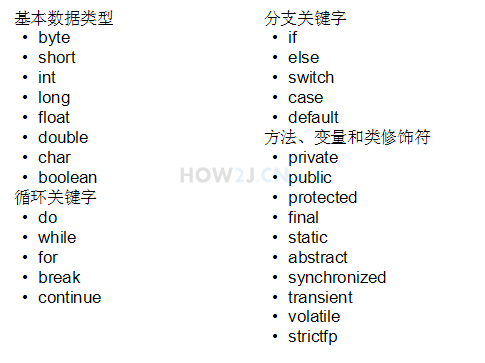 基本数据类型
• byte
• short
• int
• long
• float
• double
• char
• boolean
循环关键字
• do
• while
• for
• break
• continue
分支关键字
• if
• else
• switch
• case
• default
方法、变量和类修饰符
• private
• public
• protected
• final
• static
• abstract
• synchronized
• transient
• volatile
• strictfp
HOW2J.CN